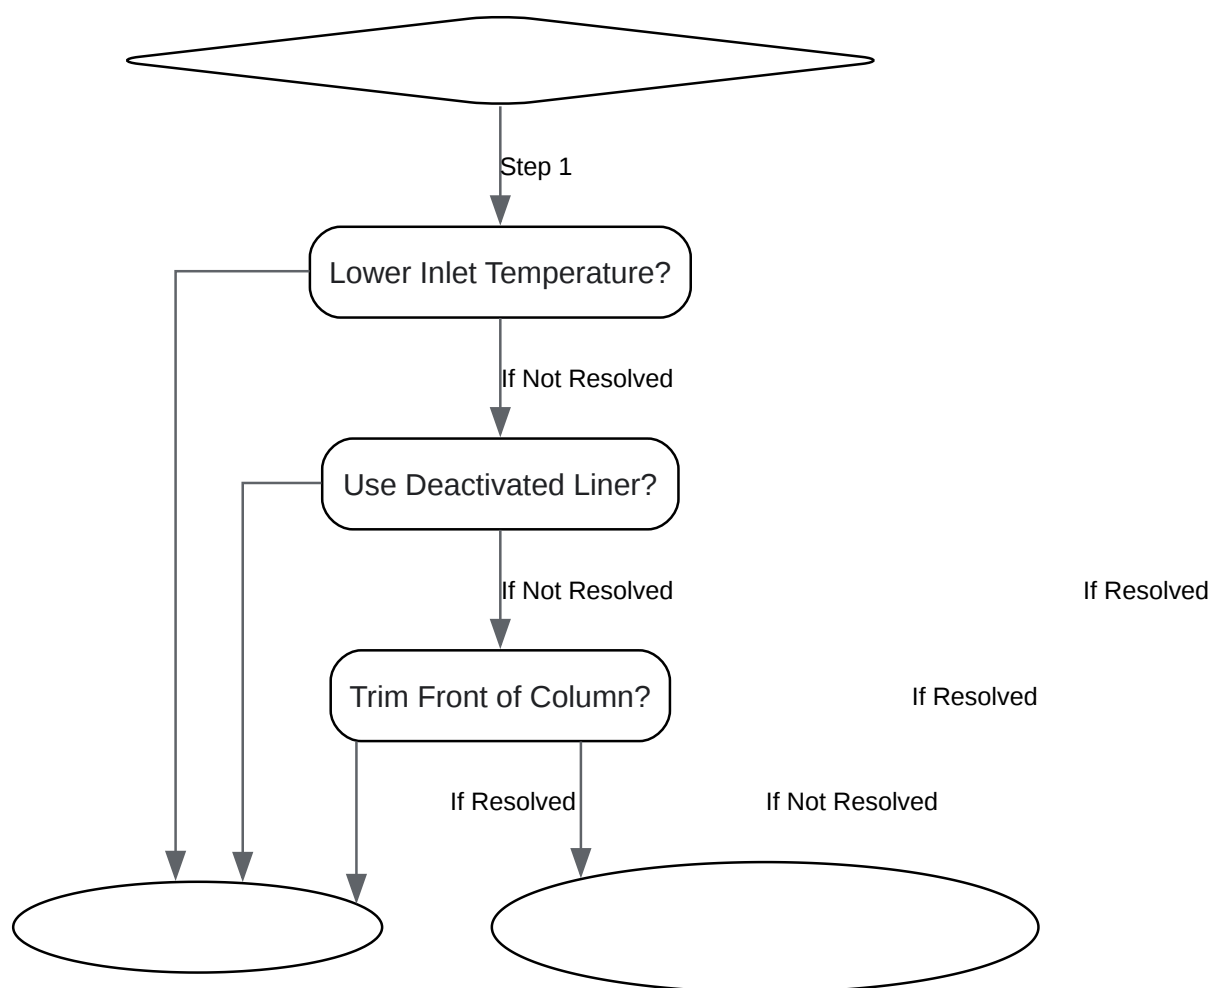 Step 1
Lower Inlet Temperature?
If Not Resolved
Use Deactivated Liner?
If Not Resolved
If Resolved
Trim Front of Column?
If Resolved
If Resolved
If Not Resolved